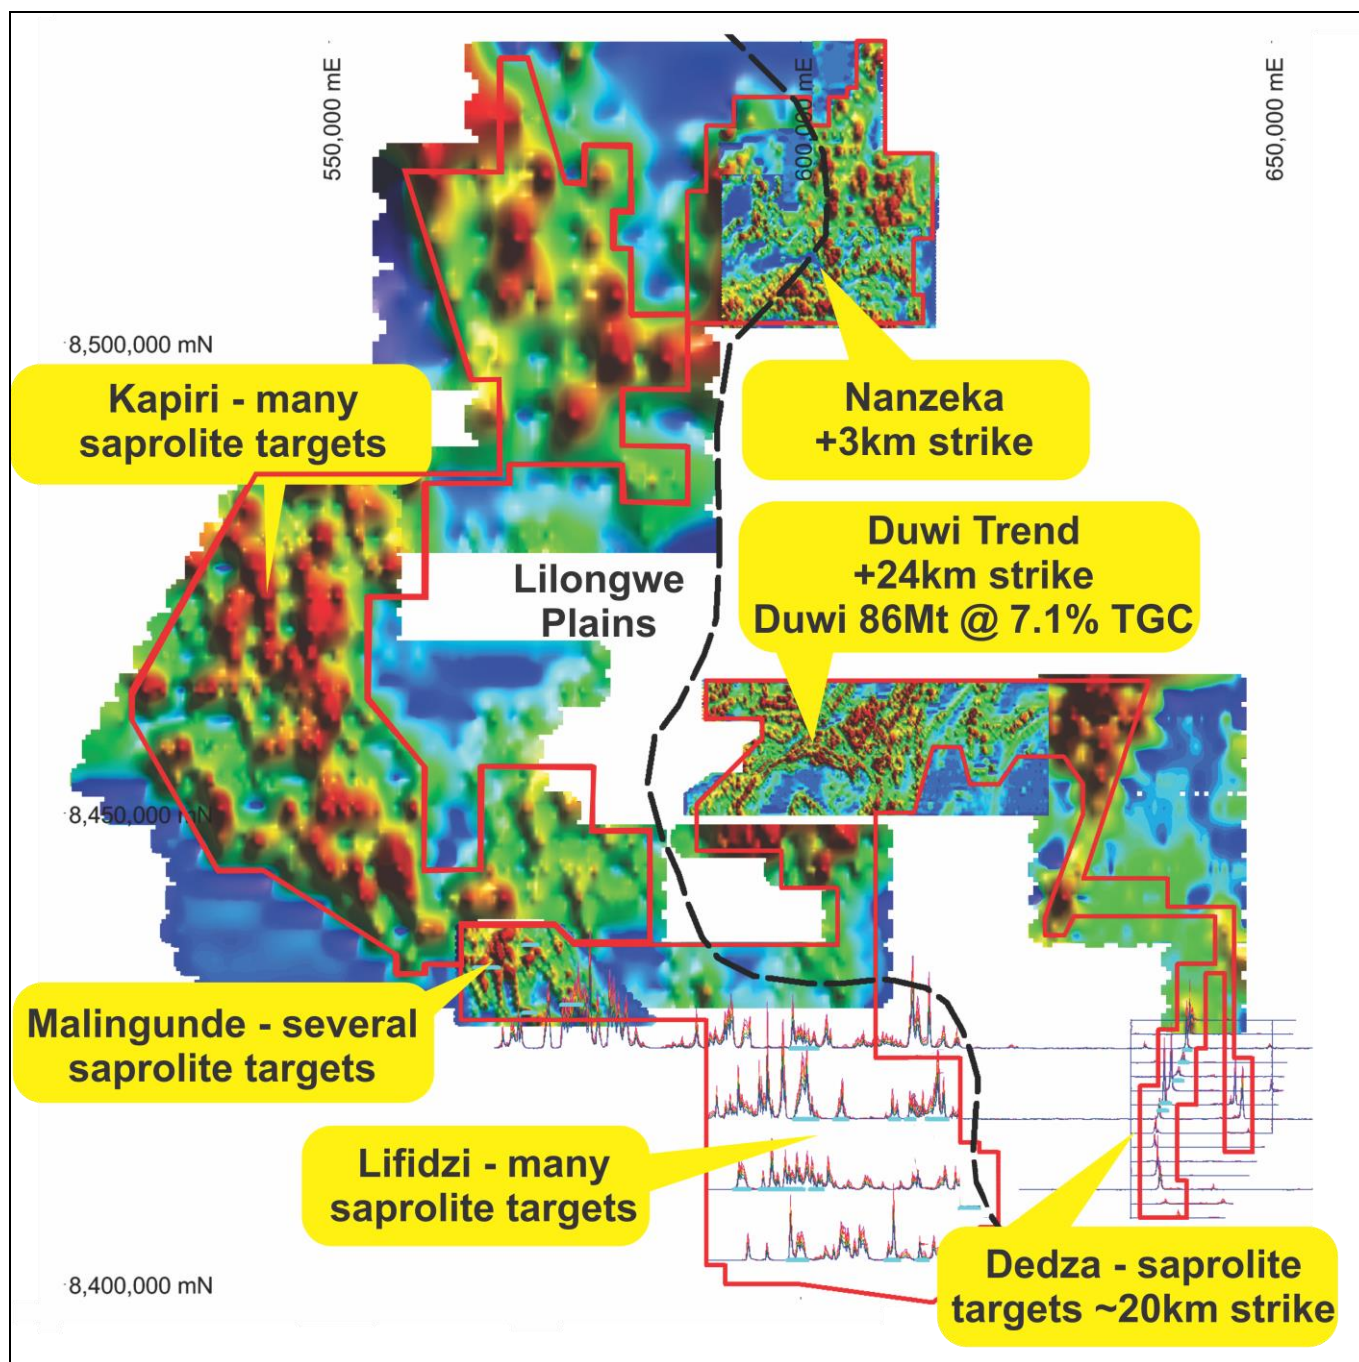 550,000 mE
600,000 mE
650,000 mE
8,500,000 mN
Kapiri - many
saprolite targets
Nanzeka
+3km strike
Duwi Trend
+24km strike
Duwi 86Mt @ 7.1% TGC
Lilongwe
Plains
8,450,000 mN
Malingunde - several
saprolite targets
Lifidzi - many
saprolite targets
Dedza - saprolite
targets ~20km strike
8,400,000 mN